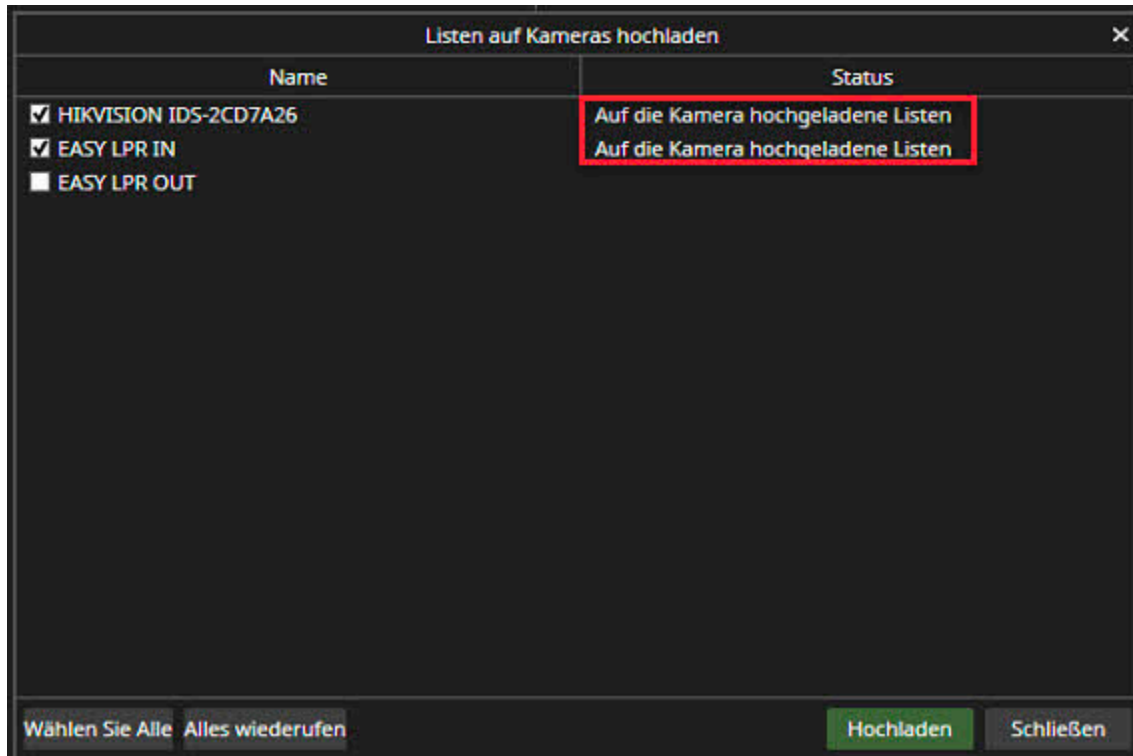 Listen auf Kameras hochladen
Name Status
HIKVISION IDS-2CD7A26 Auf die Kamera hochgeladene Listen
EASY LPR IN Auf die Kamera hochgeladene Listen
EASY LPR OUT
Wählen Sie Alle Alles wiederufen Hochladen Schließen